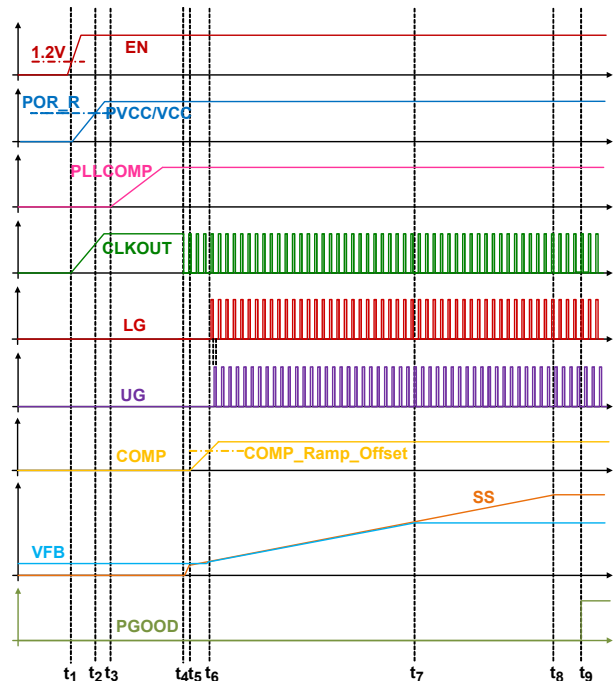 EN
1.2V
POR_R
PVCC/VCC
PLLCOMP
CLKOUT
LG
UG
COMP
COMP_Ramp_Offset
SS
VFB
PGOOD
t1 t2 t3 t4 t5 t6 t7 t8 t9